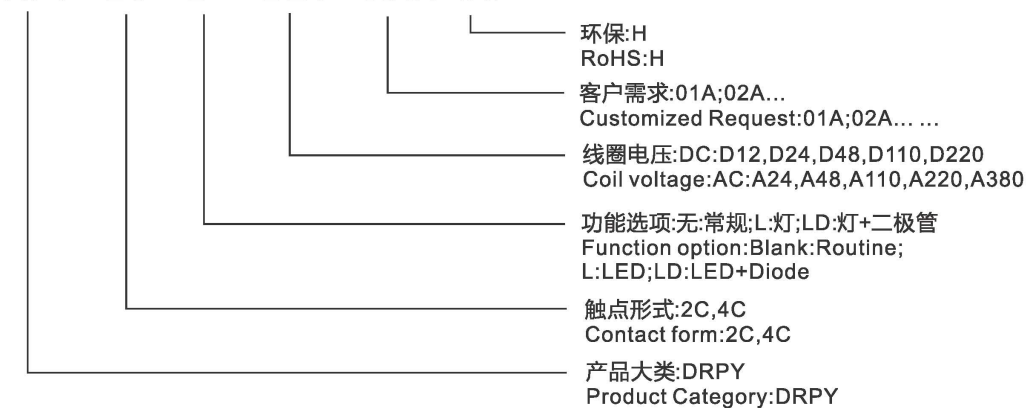 环保:H
RoHS:H
客户需求:01A;02A...
Customized Request:01A;02A... ...
线圈电压:DC:D12,D24,D48,D110,D220
Coil voltage:AC:A24,A48,A110,A220,A380
功能选项:无:常规;L:灯;LD:灯+二极管
Function option:Blank:Routine;
L:LED;LD:LED+Diode
触点形式:2C,4C
Contact form:2C,4C
产品大类:DRPY
Product Category:DRPY